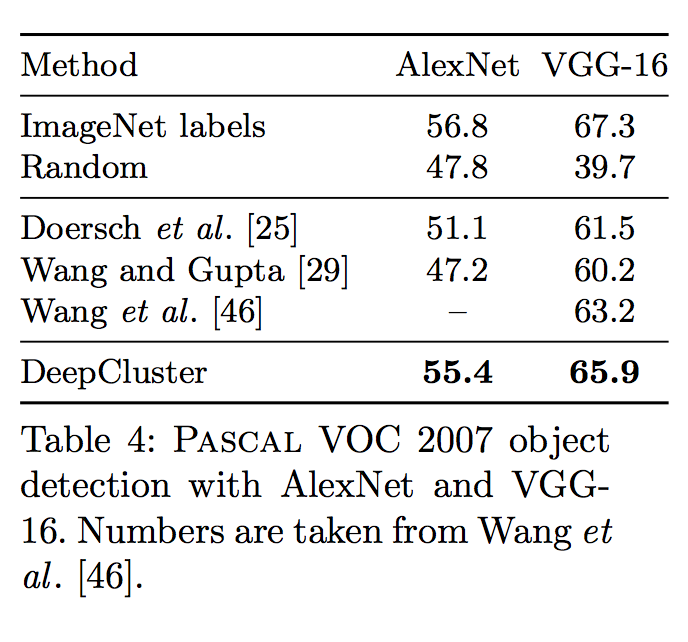 Method AlexNet VGG-16
ImageNet labels 56.8 67.3
Random 47.8 39.7
Doersch et al. [25] 51.1 61.5
Wang and Gupta [29] 47.2 60.2
Wang et al. [46] – 63.2
DeepCluster 55.4 65.9
Table 4: PASCAL VOC 2007 object
detection with AlexNet and VGG-
16. Numbers are taken from Wang et
al. [46].